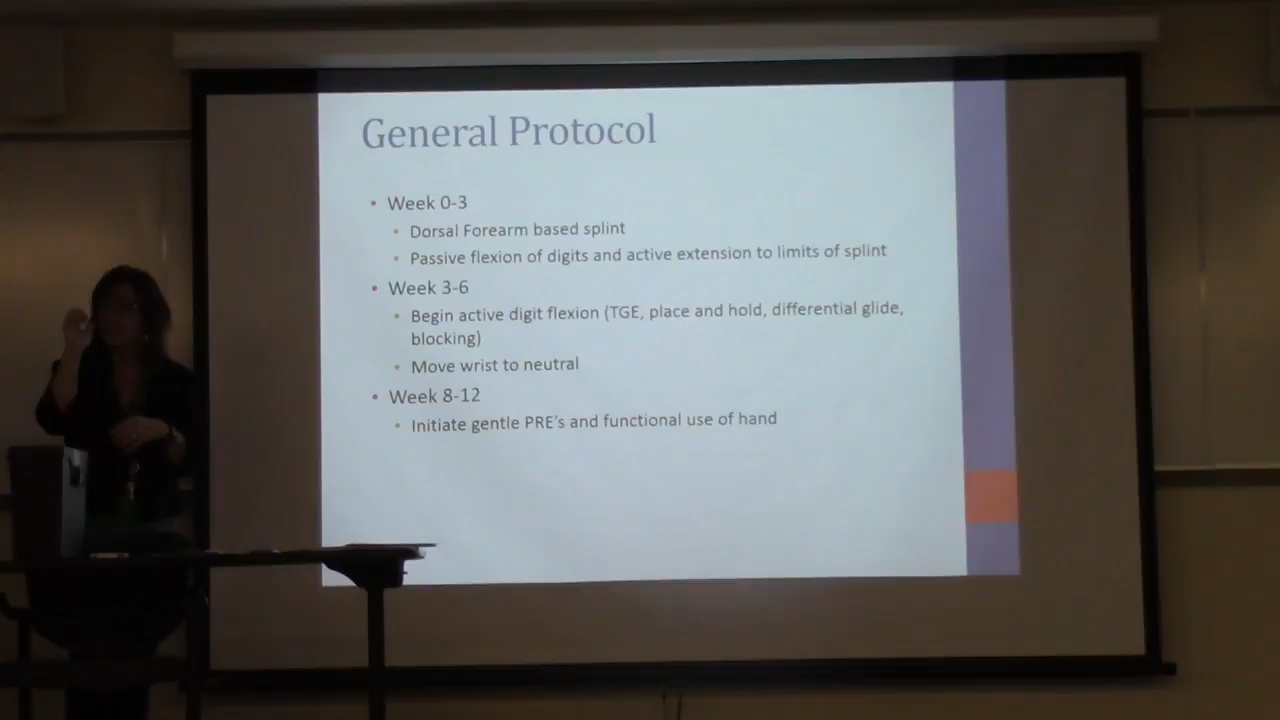 General Protocol
• Week 0-3
• Dorsal Forearm based splint
• Passive flexion of digits and active extension to limits of splint
• Week 3-6
• Begin active digit flexion (TGE, place and hold, differential glide,
blocking)
• Move wrist to neutral
• Week 8-12
• Initiate gentle PRE's and functional use of hand